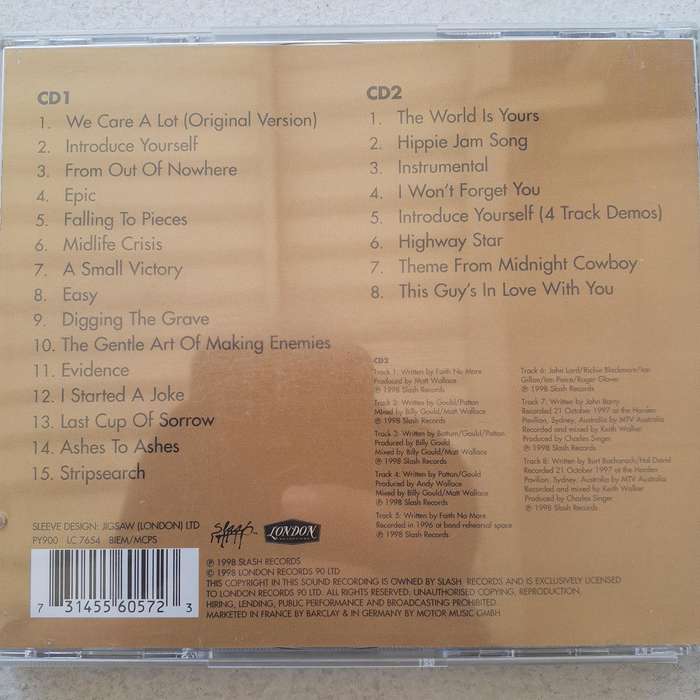 CD1
1. We Care A Lot (Original Version)
2. Introduce Yourself
3. From Out Of Nowhere
4. Epic
5. Falling To Pieces
6. Midlife Crisis
7. A Small Victory
8. Easy
9. Digging The Grave
10. The Gentle Art Of Making Enemies
11. Evidence
12. I Started A Joke
13. Last Cup Of Sorrow
14. Ashes To Ashes
15. Stripsearch
CD2
1. The World Is Yours
2. Hippie Jam Song
3. Instrumental
4. I Won't Forget You
5. Introduce Yourself (4 Track Demos)
6. Highway Star
7. Theme From Midnight Cowboy
8. This Guy's In Love With You
CD2
Track 1: Written by Faith No More
Produced by Matt Wallace
℗ 1998 Slash Records
Track 2: Written by Gould/Patton
Mixed by Billy Gould/Matt Wallace
℗ 1998 Slash Records
Track 3: Written by Bottum/Gould/Patton
Produced by Billy Gould
Mixed by Billy Gould/Matt Wallace
℗ 1998 Slash Records
Track 4: Written by Patton/Gould
Produced by Andy Wallace
Mixed by Billy Gould/Matt Wallace
℗ 1998 Slash Records
Track 5: Written by Faith No More
Recorded in 1996 at band rehearsal space
℗ 1998 Slash Records
Track 6: John Lord/Richie Blackmore/Ian
Gillan/Ian Paice/Roger Glover
℗ 1998 Slash Records
Track 7: Written by John Barry
Recorded 21 October 1997 at the Horden
Pavilion, Sydney, Australia by MTV Australia
Recorded and mixed by Keith Walker
Produced by Charles Singer
℗ 1998 Slash Records
Track 8: Written by Burt Bacharach/Hal David
Recorded 21 October 1997 at the Horden
Pavilion, Sydney, Australia by MTV Australia
Recorded and mixed by Keith Walker
Produced by Charles Singer
℗ 1998 Slash Records
SLEEVE DESIGN: JIGSAW (LONDON) LTD
PY900 LC 7654 BIEM/MCPS
7 31455 60572 3
Slash
LONDON
℗ 1998 SLASH RECORDS
© 1998 LONDON RECORDS 90 LTD
THIS COPYRIGHT IN THIS SOUND RECORDING IS OWNED BY SLASH RECORDS AND IS EXCLUSIVELY LICENSED
TO LONDON RECORDS 90 LTD. ALL RIGHTS RESERVED. UNAUTHORISED COPYING, REPRODUCTION,
HIRING, LENDING, PUBLIC PERFORMANCE AND BROADCASTING PROHIBITED.
MARKETED IN FRANCE BY BARCLAY & IN GERMANY BY MOTOR MUSIC GMBH